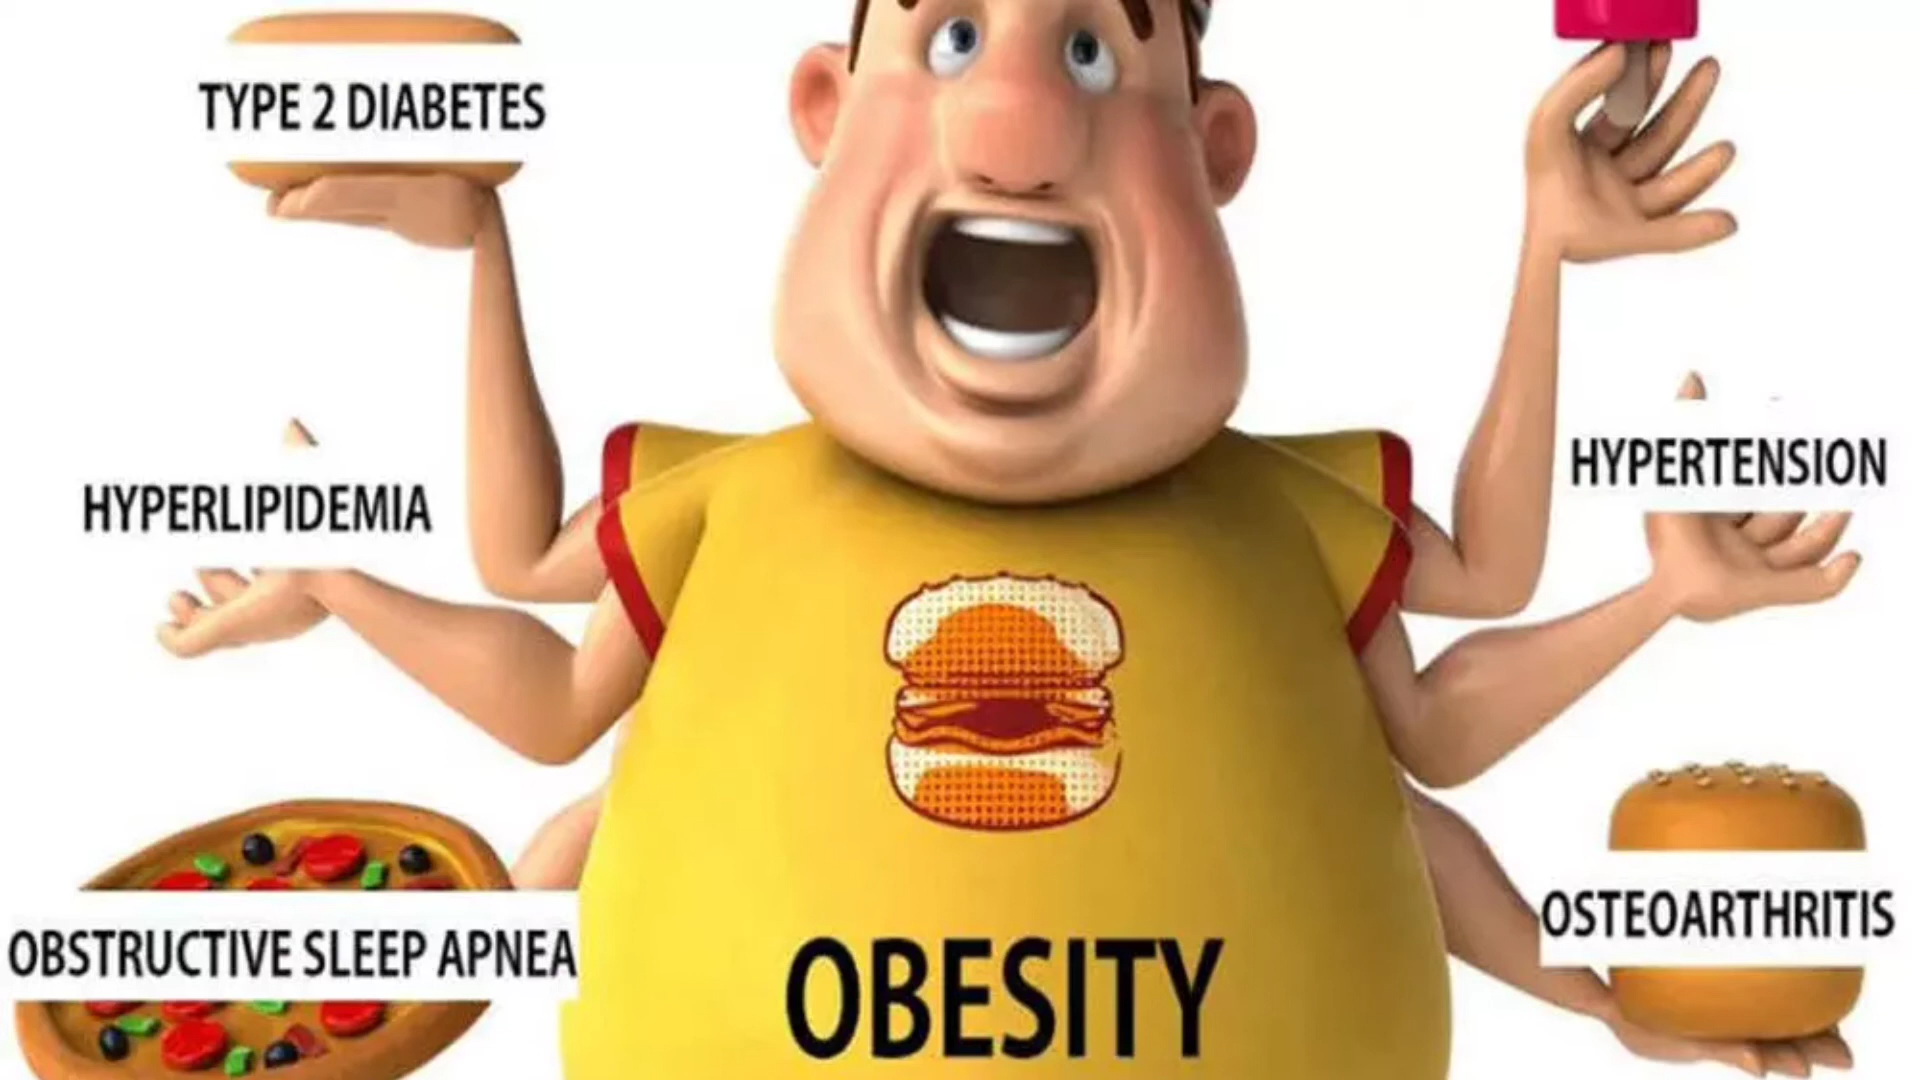 TYPE 2 DIABETES
HYPERTENSION
HYPERLIPIDEMIA
OSTEOARTHRITIS
OBSTRUCTIVE SLEEP APNEA
OBESITY